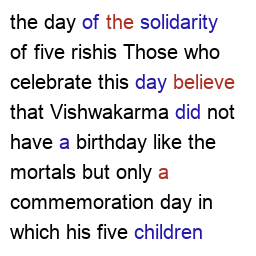 the day of the solidarity
of five rishis Those who
celebrate this day believe
that Vishwakarma did not
have a birthday like the
mortals but only a
commemoration day in
which his five children